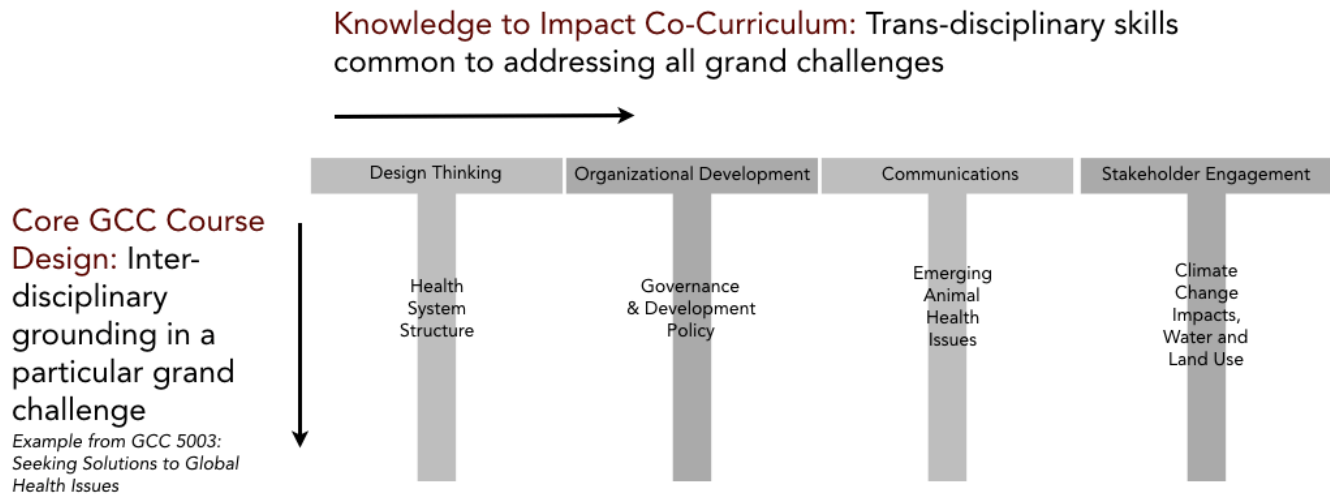 Knowledge to Impact Co-Curriculum: Trans-disciplinary skills
common to addressing all grand challenges
Design Thinking
Organizational Development
Communications
Stakeholder Engagement
Core GCC Course
Design: Inter-
disciplinary
grounding in a
particular grand
challenge
Example from GCC 5003:
Seeking Solutions to Global
Health Issues
Health
System
Structure
Governance
& Development
Policy
Emerging
Animal
Health
Issues
Climate
Change
Impacts,
Water and
Land Use